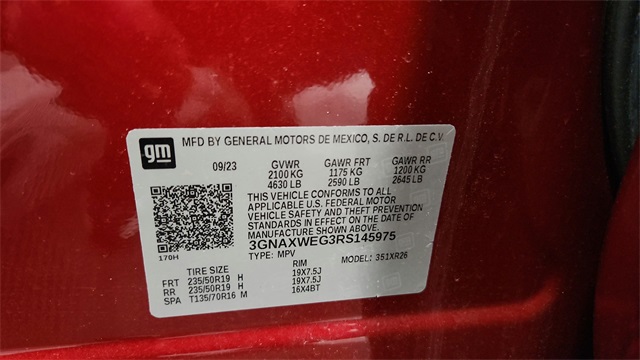 gm
MFD BY GENERAL MOTORS DE MEXICO, S. DE R.L. DE C.V.
09/23 GVWR GAWR FRT GAWR RR
2100 KG 1175 KG 1200 KG
4630 LB 2590 LB 2645 LB
THIS VEHICLE CONFORMS TO ALL
APPLICABLE U.S. FEDERAL MOTOR
VEHICLE SAFETY AND THEFT PREVENTION
STANDARDS IN EFFECT ON THE DATE OF
MANUFACTURE SHOWN ABOVE.
3GNAXWEG3RS145975
170H TYPE: MPV MODEL: 351XR26
TIRE SIZE RIM
FRT 235/50R19 H 19X7.5J
RR 235/50R19 H 19X7.5J
SPA T135/70R16 M 16X4BT